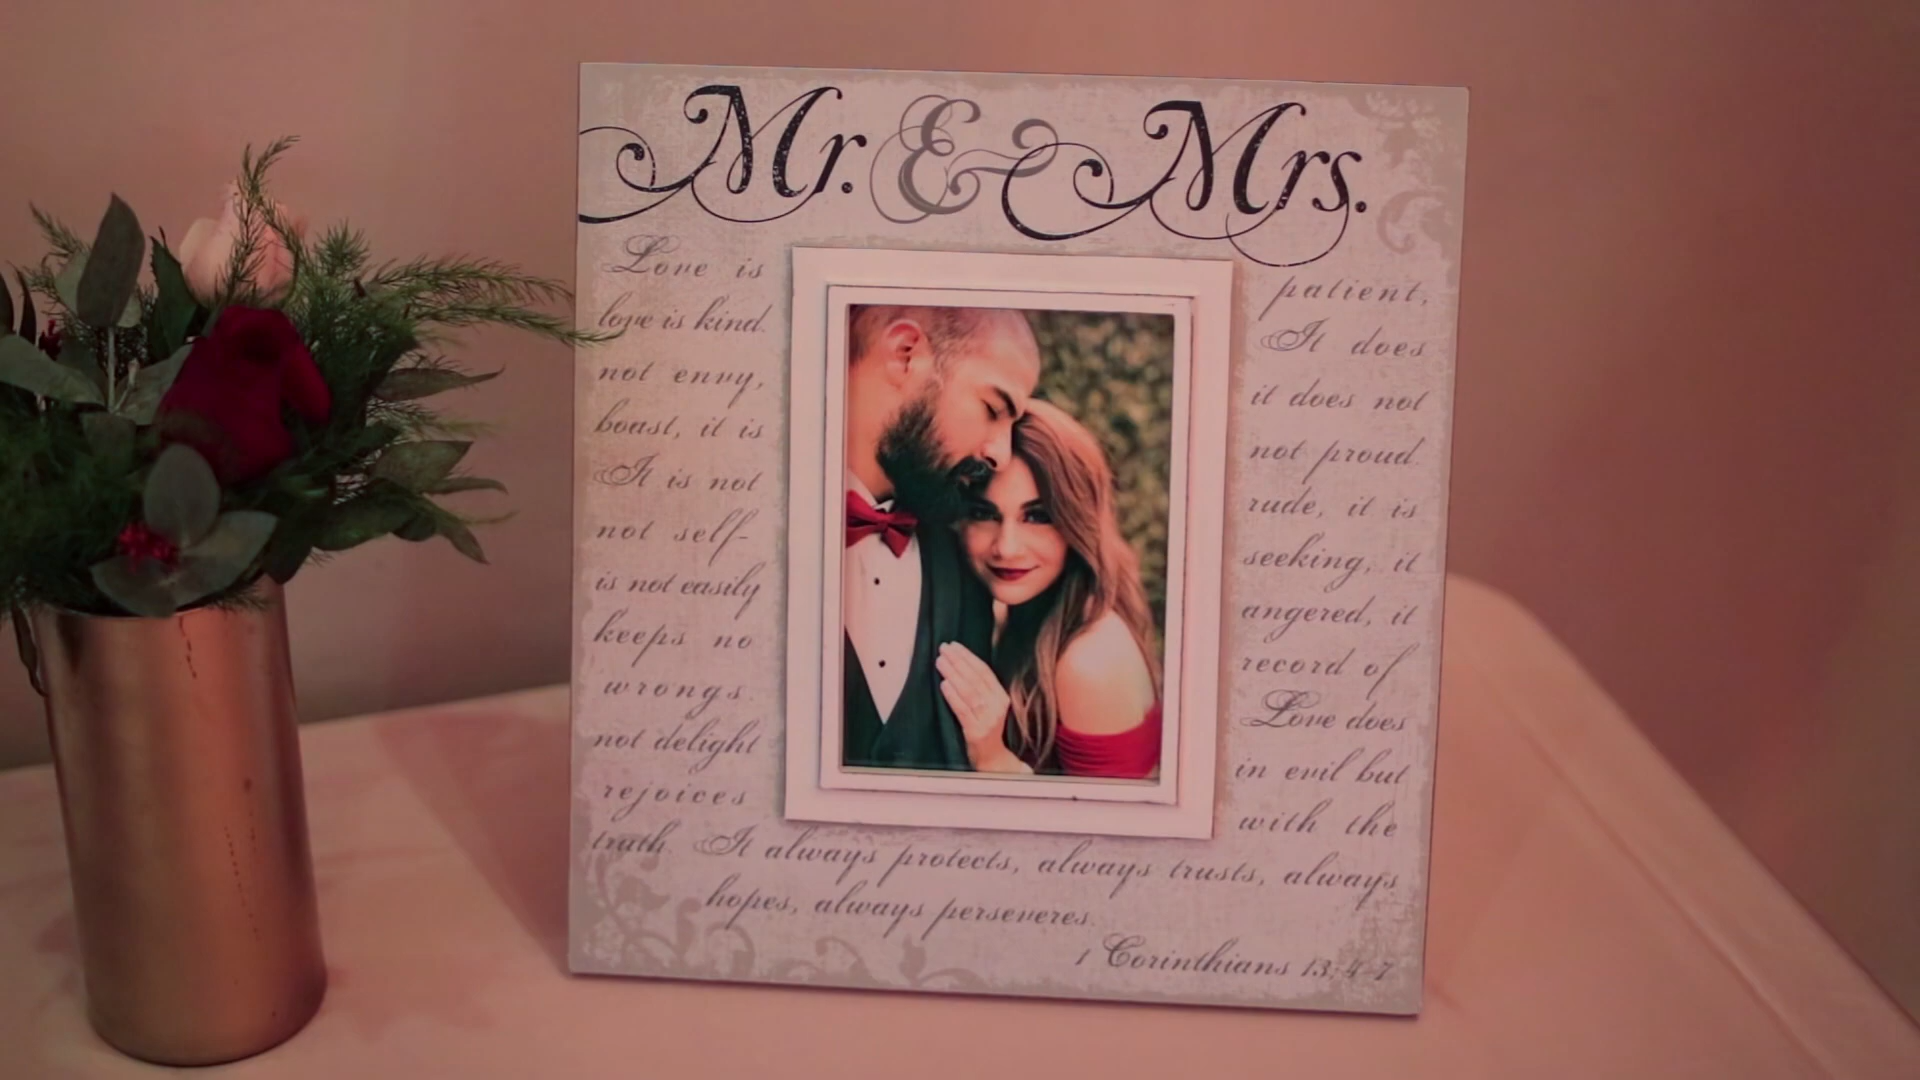 Mr. & Mrs.
Love is patient,
love is kind. It does
not envy, it does not
boast, it is not proud.
It is not rude, it is
not self- seeking, it
is not easily angered, it
keeps no record of
wrongs. Love does
not delight in evil but
rejoices with the
truth. It always protects, always trusts, always
hopes, always perseveres.
1 Corinthians 13:4-7